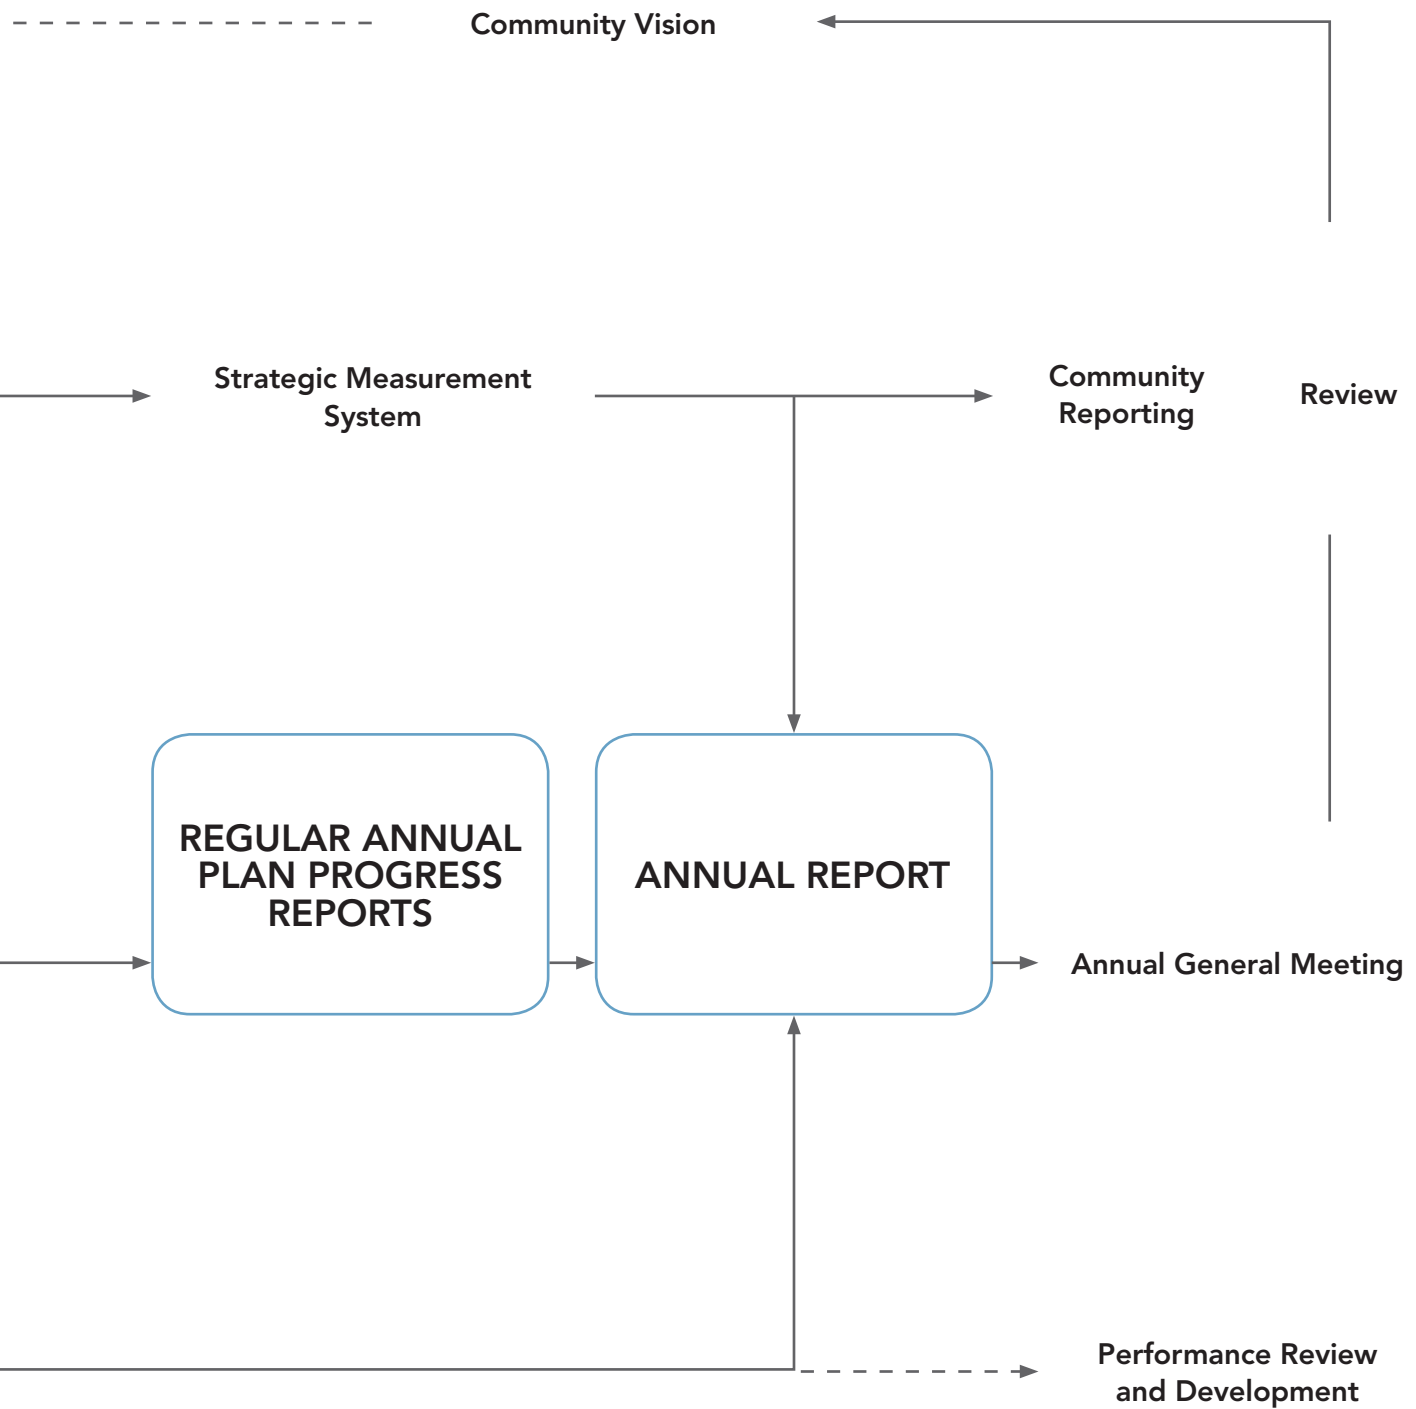 Community Vision
Strategic Measurement
System
Community
Reporting
Review
REGULAR ANNUAL
PLAN PROGRESS
REPORTS
ANNUAL REPORT
Annual General Meeting
Performance Review
and Development